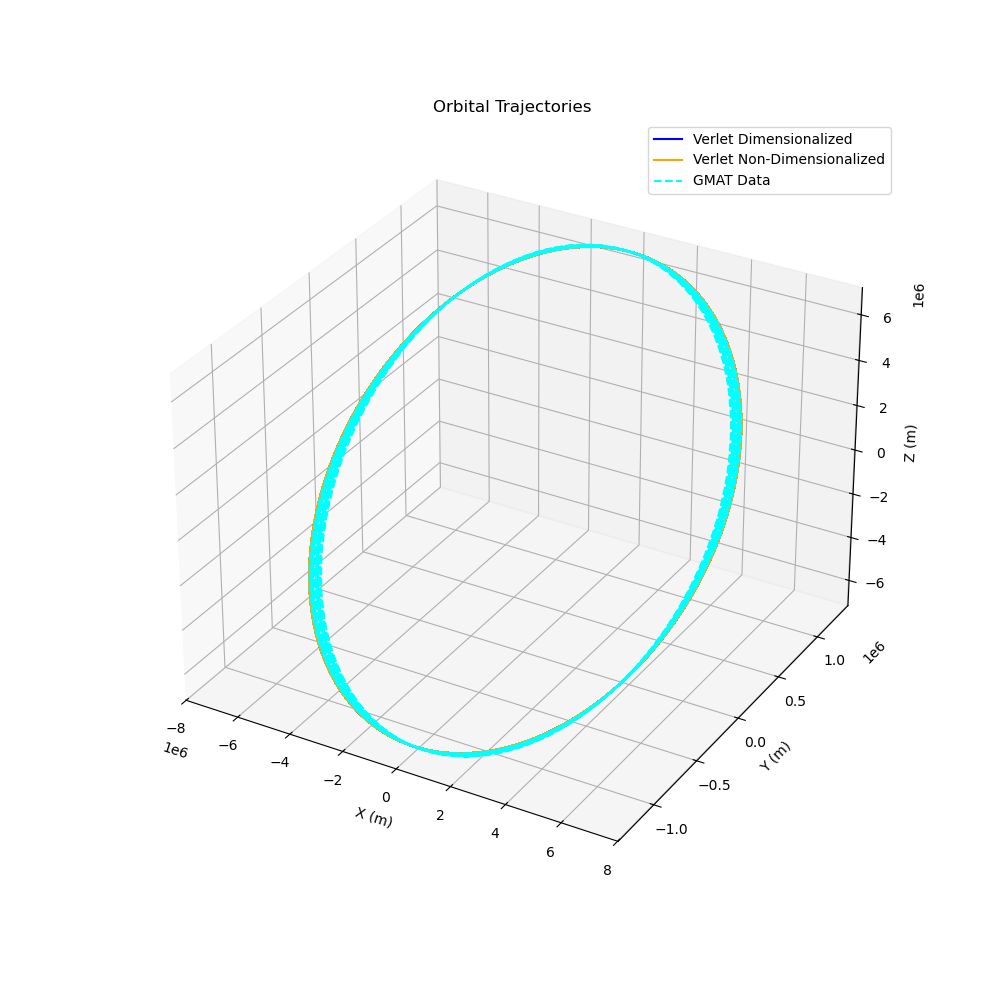 Orbital Trajectories
Verlet Dimensionalized
Verlet Non-Dimensionalized
GMAT Data
1e6
6
4
2
0
−2
−4
−6
Z (m)
1e6
1.0
0.5
0.0
−0.5
−1.0
Y (m)
−8
−6
−4
−2
0
2
4
6
8
1e6
X (m)